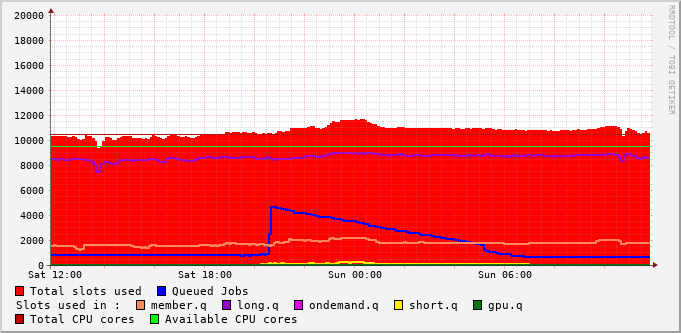 20000
18000
16000
14000
12000
10000
8000
6000
4000
2000
0
Sat 12:00 Sat 18:00 Sun 00:00 Sun 06:00
Total slots used Queued Jobs
Slots used in : member.q long.q ondemand.q short.q gpu.q
Total CPU cores Available CPU cores
RRDTOOL / TOBI OETIKER